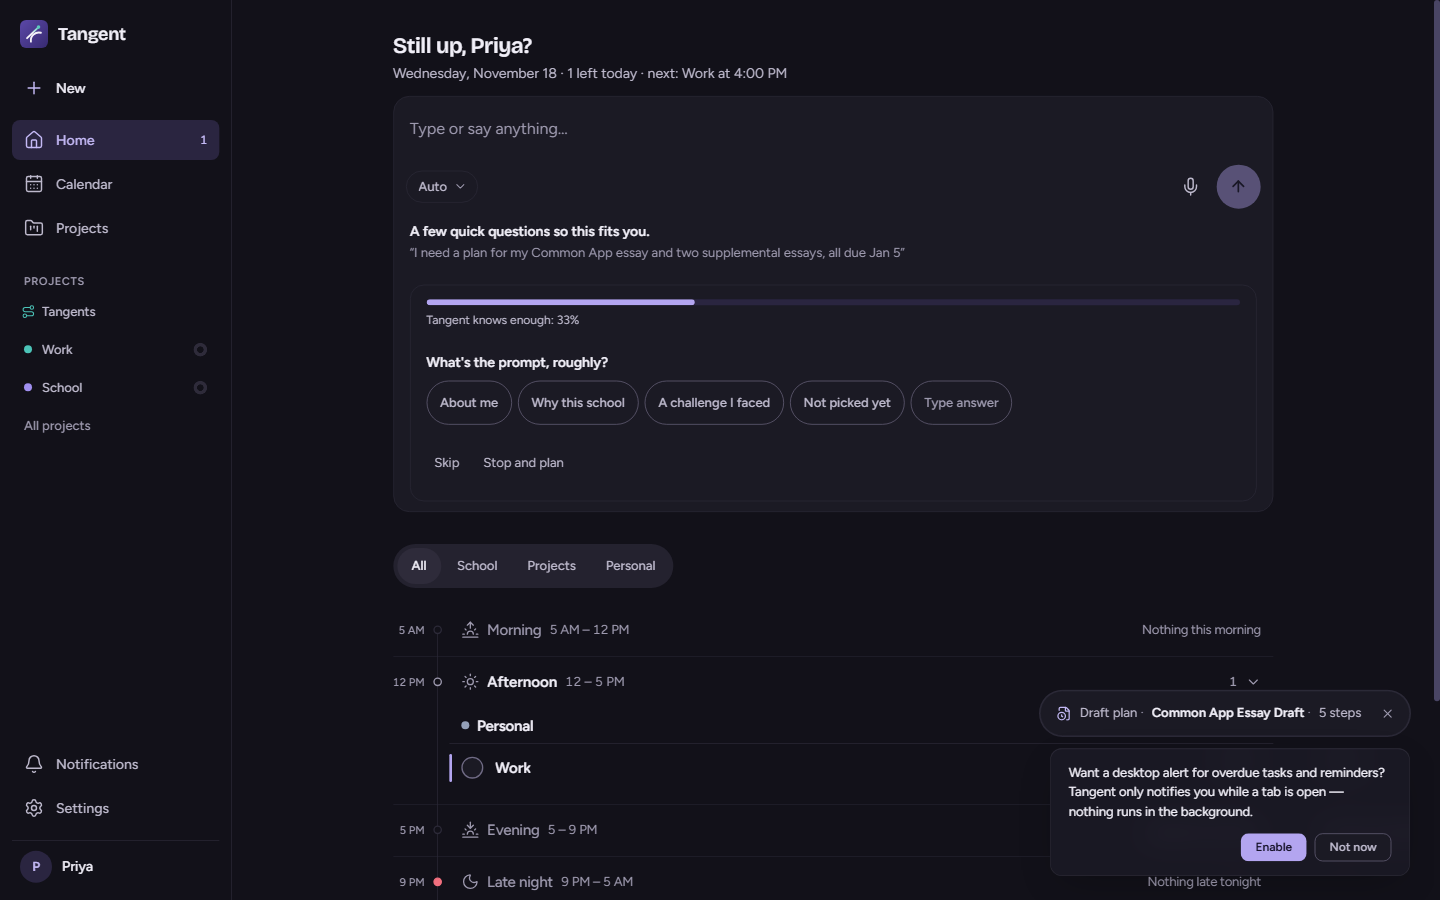 Tangent
New
Home 1
Calendar
Projects
PROJECTS
Tangents
Work
School
All projects
Notifications
Settings
P Priya
Still up, Priya?
Wednesday, November 18 · 1 left today · next: Work at 4:00 PM
Type or say anything...
Auto
A few quick questions so this fits you.
“I need a plan for my Common App essay and two supplemental essays, all due Jan 5”
Tangent knows enough: 33%
What's the prompt, roughly?
About me Why this school A challenge I faced Not picked yet Type answer
Skip Stop and plan
All School Projects Personal
5 AM Morning 5 AM – 12 PM Nothing this morning
12 PM Afternoon 12 – 5 PM 1
Personal
Work
5 PM Evening 5 – 9 PM
9 PM Late night 9 PM – 5 AM Nothing late tonight
Draft plan · Common App Essay Draft · 5 steps
Want a desktop alert for overdue tasks and reminders?
Tangent only notifies you while a tab is open —
nothing runs in the background.
Enable Not now